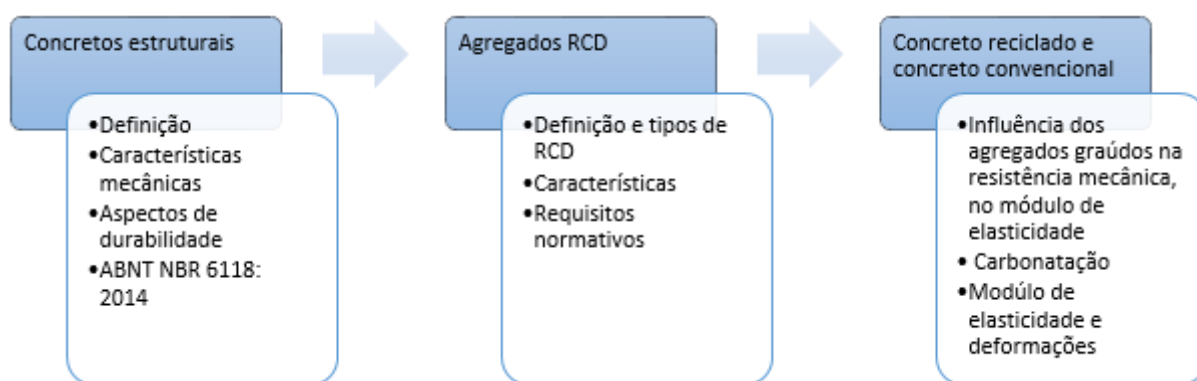 Concretos estruturais
•Definição
•Características
mecânicas
•Aspectos de
durabilidade
•ABNT NBR 6118:
2014
Agregados RCD
•Definição e tipos de
RCD
•Características
•Requisitos
normativos
Concreto reciclado e
concreto convencional
•Influência dos
agregados graúdos na
resistência mecânica,
no módulo de
elasticidade
• Carbonatação
•Modúlo de
elasticidade e
deformações